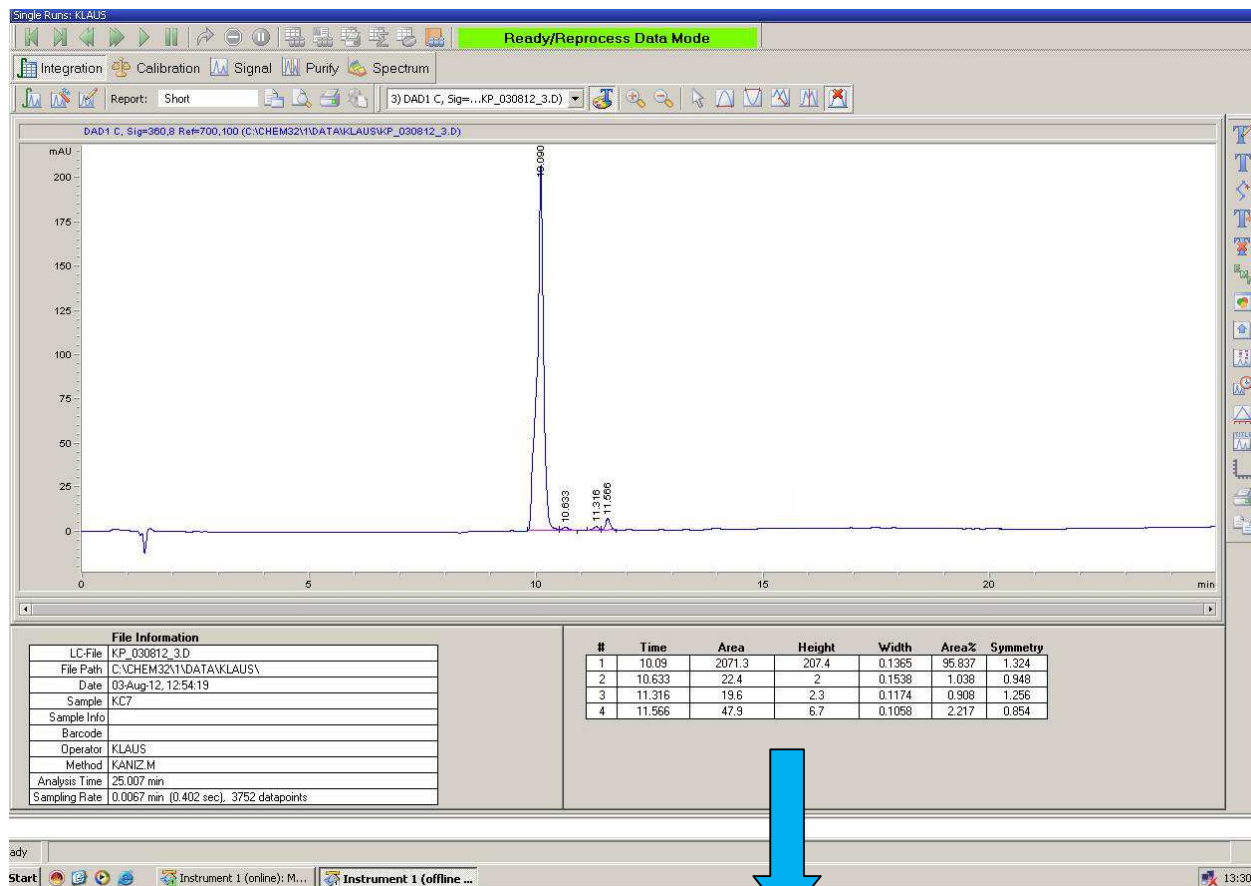 Single Runs: KLAUS
Ready/Reprocess Data Mode
Integration Calibration Signal Purify Spectrum
Report: Short 3) DAD1 C, Sig=...KP_030812_3.D)
DAD1 C, Sig=360,8 Ref=700,100 (C:\CHEM32\1\DATA\KLAUS\KP_030812_3.D)
mAU
200
175
150
125
100
75
50
25
0
10.090
10.633
11.316
11.566
0 5 10 15 20 min
File Information
LC-File KP_030812_3.D
File Path C:\CHEM32\1\DATA\KLAUS\
Date 03-Aug-12, 12:54:19
Sample KC7
Sample Info
Barcode
Operator KLAUS
Method KANIZ.M
Analysis Time 25.007 min
Sampling Rate 0.0067 min (0.402 sec), 3752 datapoints
# Time Area Height Width Area% Symmetry
1 10.09 2071.3 207.4 0.1365 95.837 1.324
2 10.633 22.4 2 0.1538 1.038 0.948
3 11.316 19.6 2.3 0.1174 0.908 1.256
4 11.566 47.9 6.7 0.1058 2.217 0.854
ady
Start Instrument 1 (online): M... Instrument 1 (offline ... 13:30